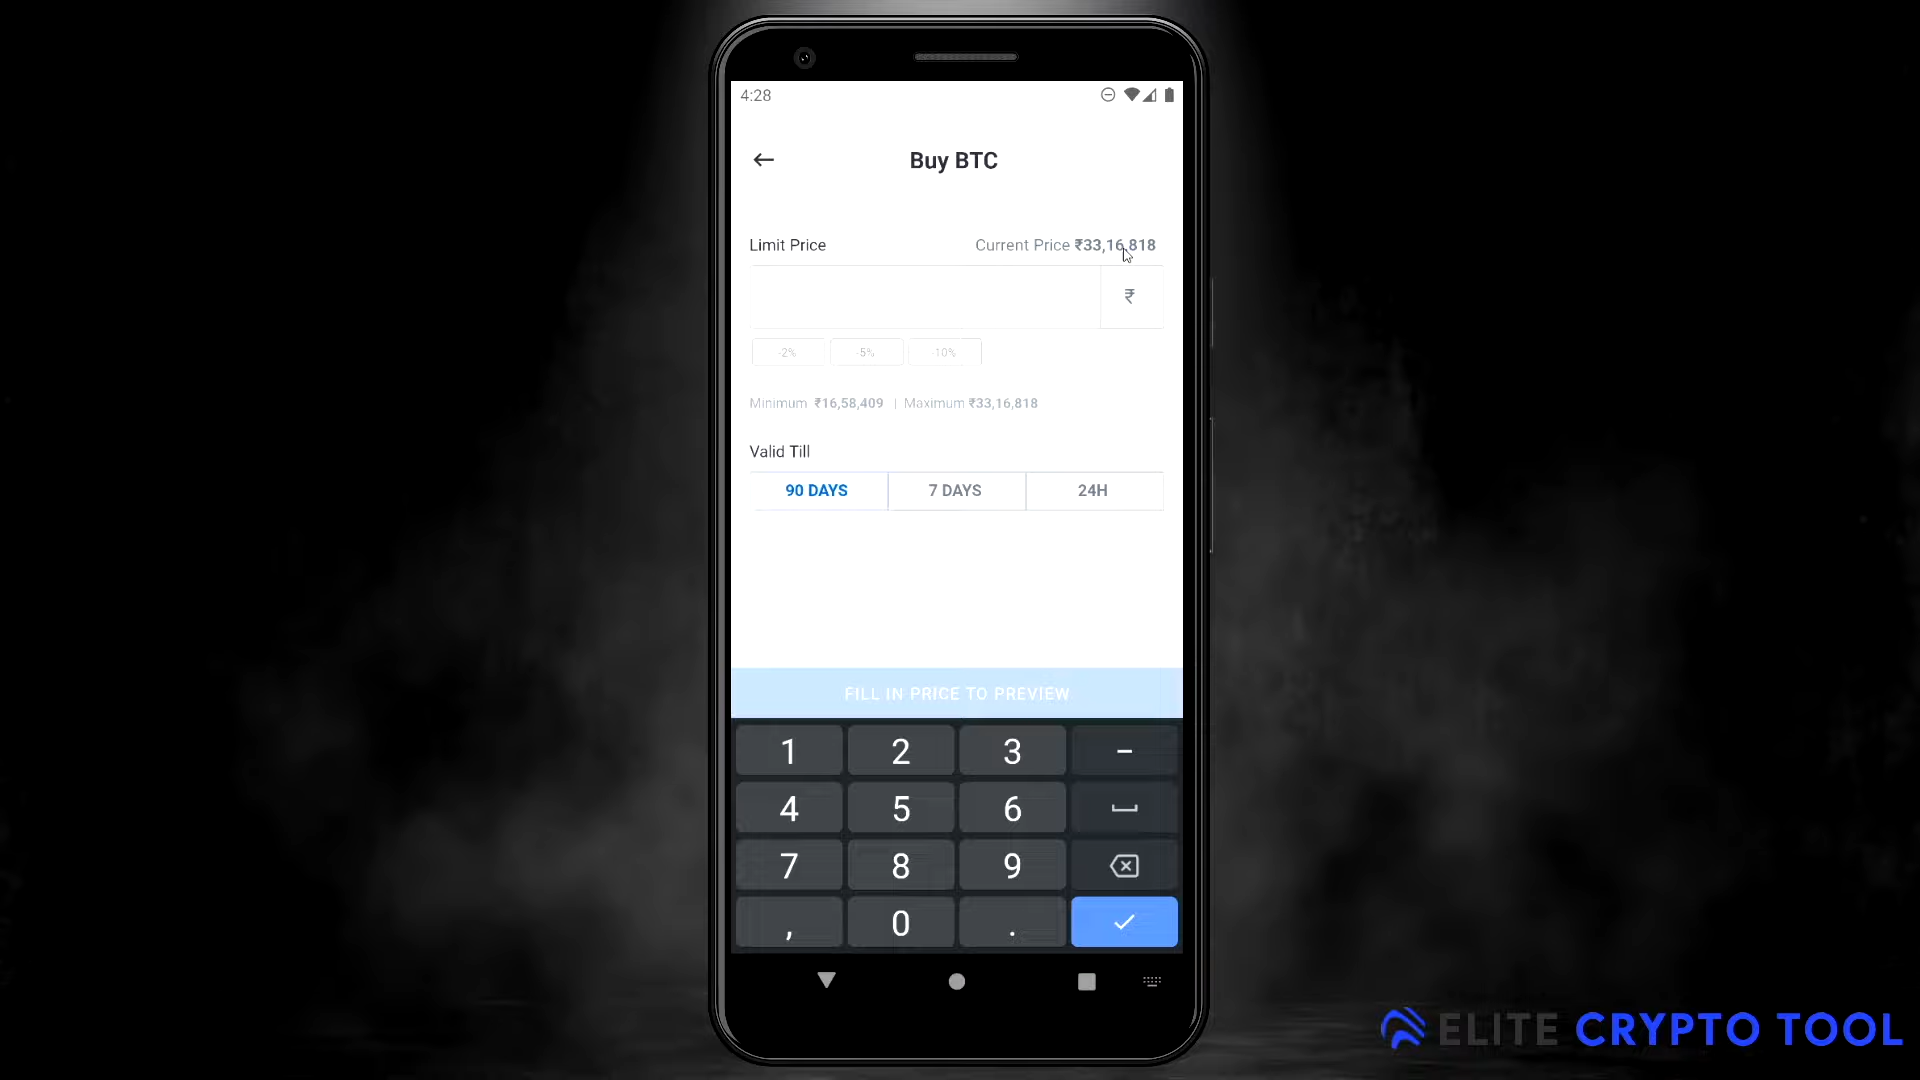 4:28
Buy BTC
Limit Price Current Price ₹33,16,818
₹
-2% -5% -10%
Minimum ₹16,58,409 | Maximum ₹33,16,818
Valid Till
90 DAYS 7 DAYS 24H
FILL IN PRICE TO PREVIEW
1 2 3 –
4 5 6
7 8 9
, 0 .
ELITE CRYPTO TOOL